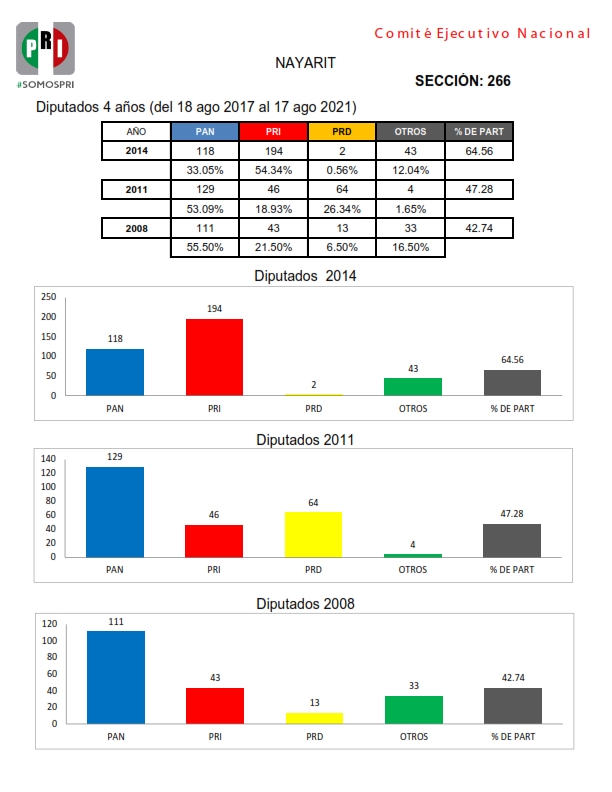 Comité Ejecutivo Nacional
PRI
#SOMOSPRI
NAYARIT
SECCIÓN: 266
Diputados 4 años (del 18 ago 2017 al 17 ago 2021)
AÑO PAN PRI PRD OTROS % DE PART
2014 118 194 2 43 64.56
33.05% 54.34% 0.56% 12.04%
2011 129 46 64 4 47.28
53.09% 18.93% 26.34% 1.65%
2008 111 43 13 33 42.74
55.50% 21.50% 6.50% 16.50%
Diputados 2014
250
200
150
100
50
0
118 194 2 43 64.56
PAN PRI PRD OTROS % DE PART
Diputados 2011
140
120
100
80
60
40
20
0
129 46 64 4 47.28
PAN PRI PRD OTROS % DE PART
Diputados 2008
120
100
80
60
40
20
0
111 43 13 33 42.74
PAN PRI PRD OTROS % DE PART